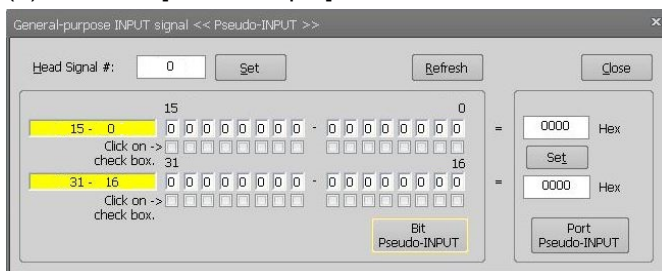 General-purpose INPUT signal << Pseudo-INPUT >> ×
Head Signal #: 0 Set Refresh Close
15 0
15 - 0 0 0 0 0 0 0 0 0 - 0 0 0 0 0 0 0 0 = 0000 Hex
Click on ->
check box. 31 16 Set
31 - 16 0 0 0 0 0 0 0 0 - 0 0 0 0 0 0 0 0 = 0000 Hex
Click on ->
check box.
Bit Port
Pseudo-INPUT Pseudo-INPUT